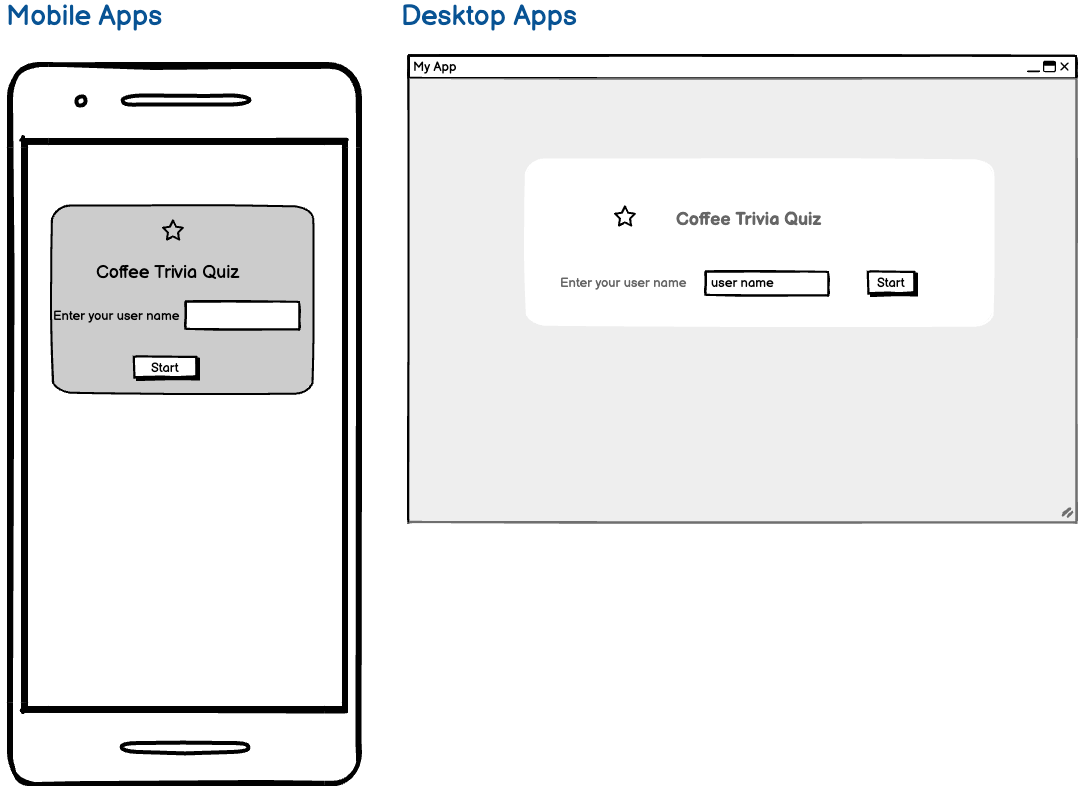 Mobile Apps
Coffee Trivia Quiz
Enter your user name
Start
Desktop Apps
My App
Coffee Trivia Quiz
Enter your user name user name Start